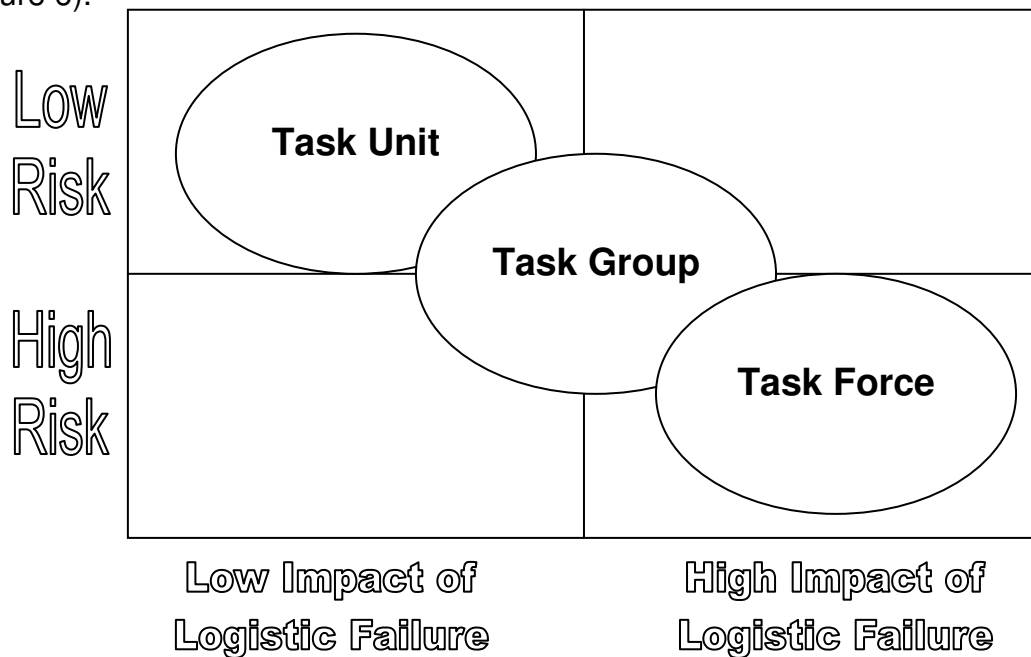 Low
Risk
Task Unit
Task Group
High
Risk
Task Force
Low Impact of
Logistic Failure
High Impact of
Logistic Failure